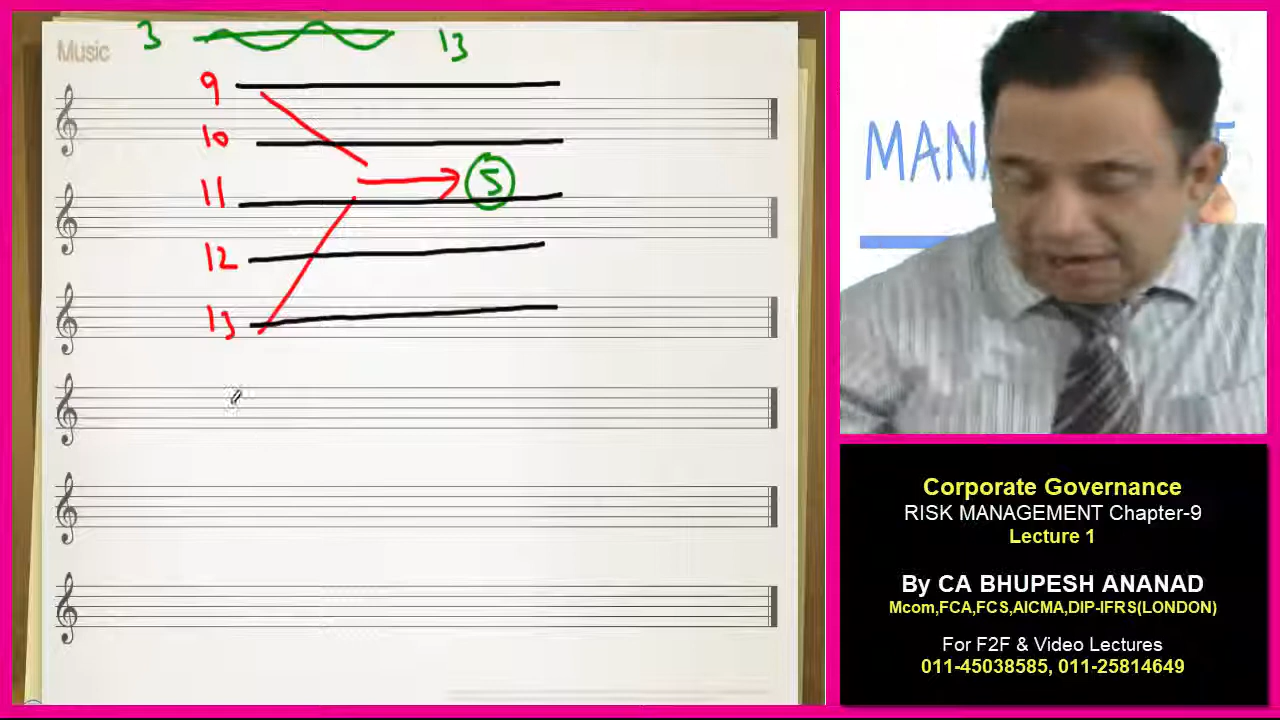 Music
3 13
9
10
11
5
12
13
MANA
Corporate Governance
RISK MANAGEMENT Chapter-9
Lecture 1
By CA BHUPESH ANANAD
Mcom,FCA,FCS,AICMA,DIP-IFRS(LONDON)
For F2F & Video Lectures
011-45038585, 011-25814649